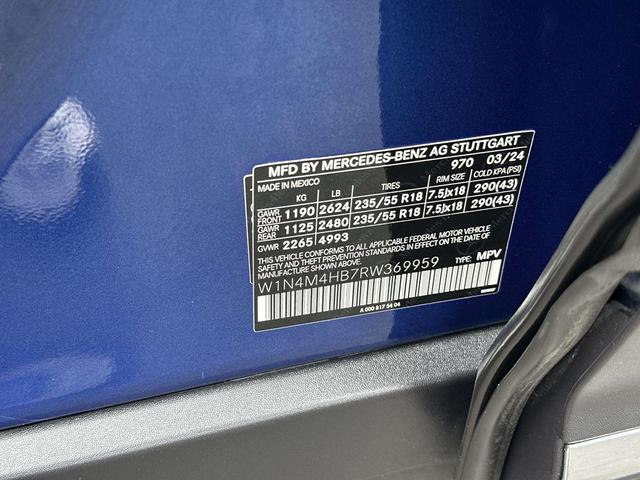 MFD BY MERCEDES-BENZ AG STUTTGART
970 03/24
MADE IN MEXICO
KG LB TIRES RIM SIZE COLD KPA(PSI)
GAWR FRONT 1190 2624 235/55 R18 7.5Jx18 290(43)
GAWR REAR 1125 2480 235/55 R18 7.5Jx18 290(43)
GVWR 2265 4993
THIS VEHICLE CONFORMS TO ALL APPLICABLE FEDERAL MOTOR VEHICLE
SAFETY AND THEFT PREVENTION STANDARDS IN EFFECT ON THE DATE OF
MANUFACTURE SHOWN ABOVE.
W1N4M4HB7RW369959 TYPE: MPV
A 000 817 54 04